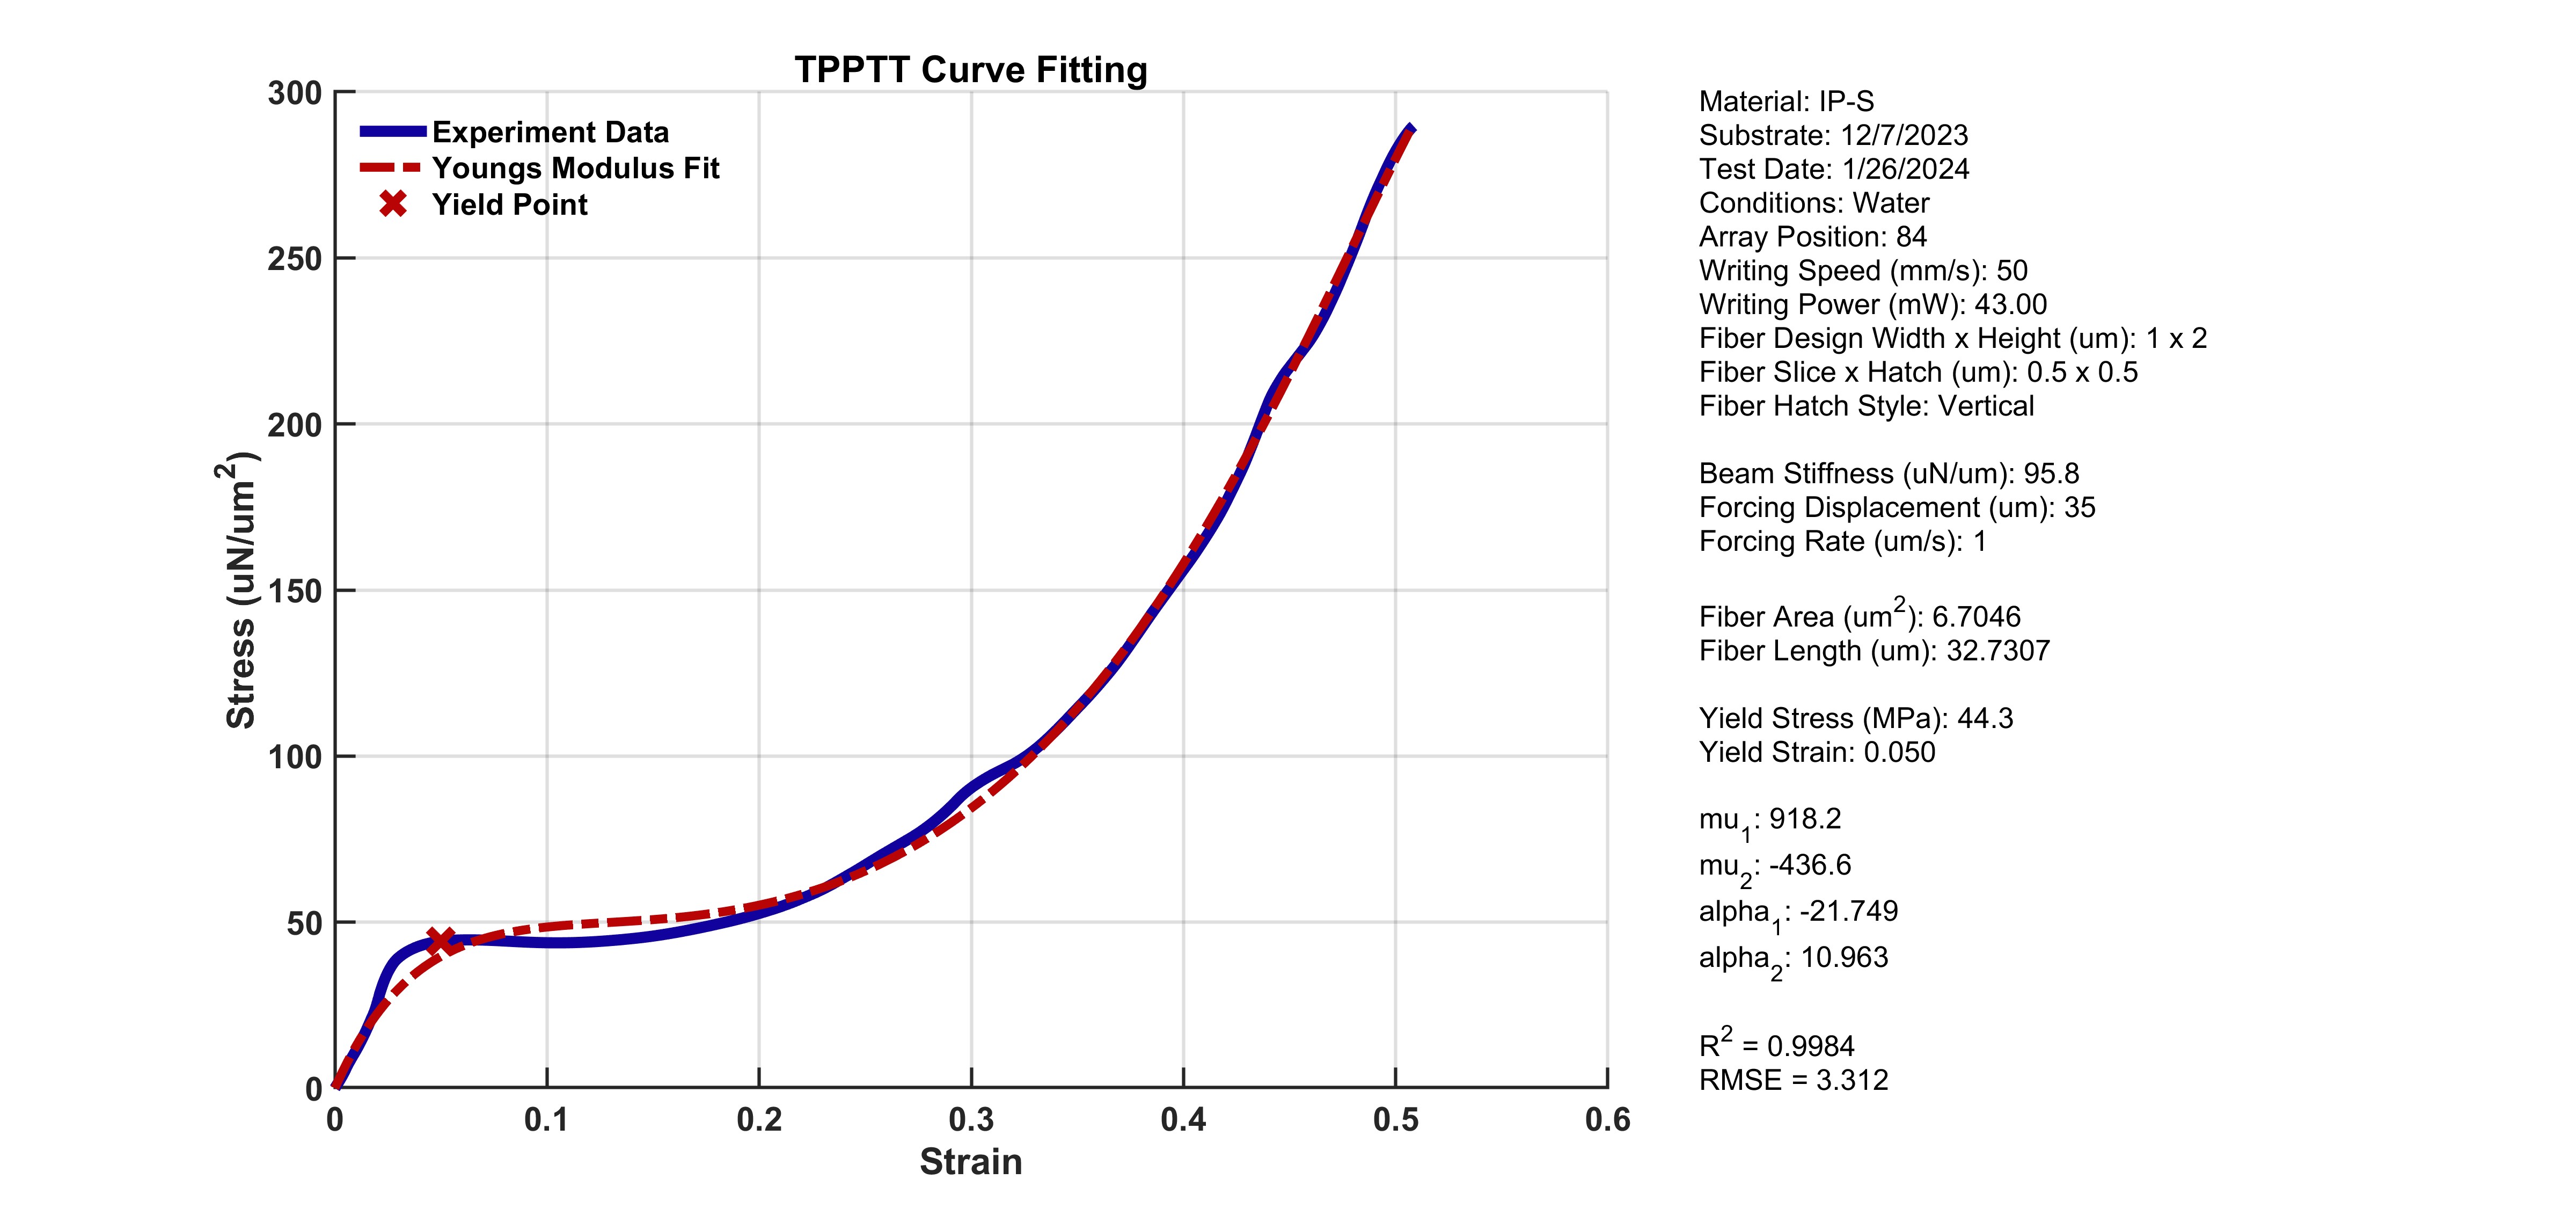 TPPTT Curve Fitting
Experiment Data
Youngs Modulus Fit
Yield Point
300
250
200
150
100
50
0
Stress (uN/um²)
0 0.1 0.2 0.3 0.4 0.5 0.6
Strain
Material: IP-S
Substrate: 12/7/2023
Test Date: 1/26/2024
Conditions: Water
Array Position: 84
Writing Speed (mm/s): 50
Writing Power (mW): 43.00
Fiber Design Width x Height (um): 1 x 2
Fiber Slice x Hatch (um): 0.5 x 0.5
Fiber Hatch Style: Vertical
Beam Stiffness (uN/um): 95.8
Forcing Displacement (um): 35
Forcing Rate (um/s): 1
Fiber Area (um²): 6.7046
Fiber Length (um): 32.7307
Yield Stress (MPa): 44.3
Yield Strain: 0.050
mu₁: 918.2
mu₂: -436.6
alpha₁: -21.749
alpha₂: 10.963
R² = 0.9984
RMSE = 3.312